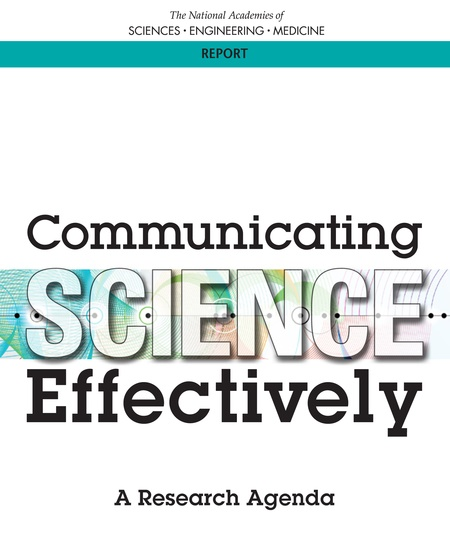 The National Academies of
SCIENCES • ENGINEERING • MEDICINE
REPORT
Communicating
SCIENCE
Effectively
A Research Agenda